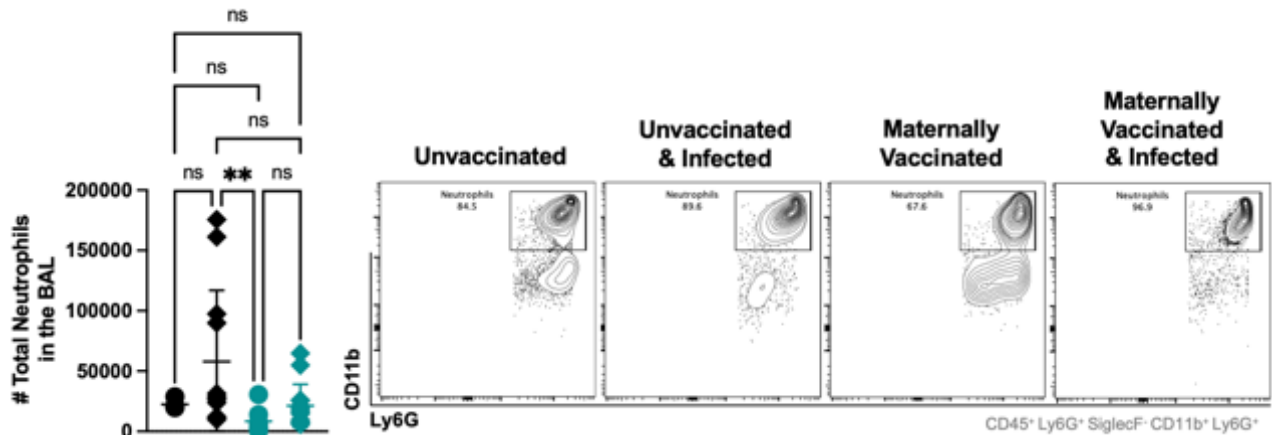 ns
ns
ns
ns
**
ns
200000
150000
100000
50000
0
# Total Neutrophils
in the BAL
Unvaccinated
Unvaccinated
& Infected
Maternally
Vaccinated
Maternally
Vaccinated
& Infected
Neutrophils
84.5
Neutrophils
89.6
Neutrophils
67.6
Neutrophils
96.9
CD11b
Ly6G
CD45⁺ Ly6G⁺ SiglecF⁻ CD11b⁺ Ly6G⁺